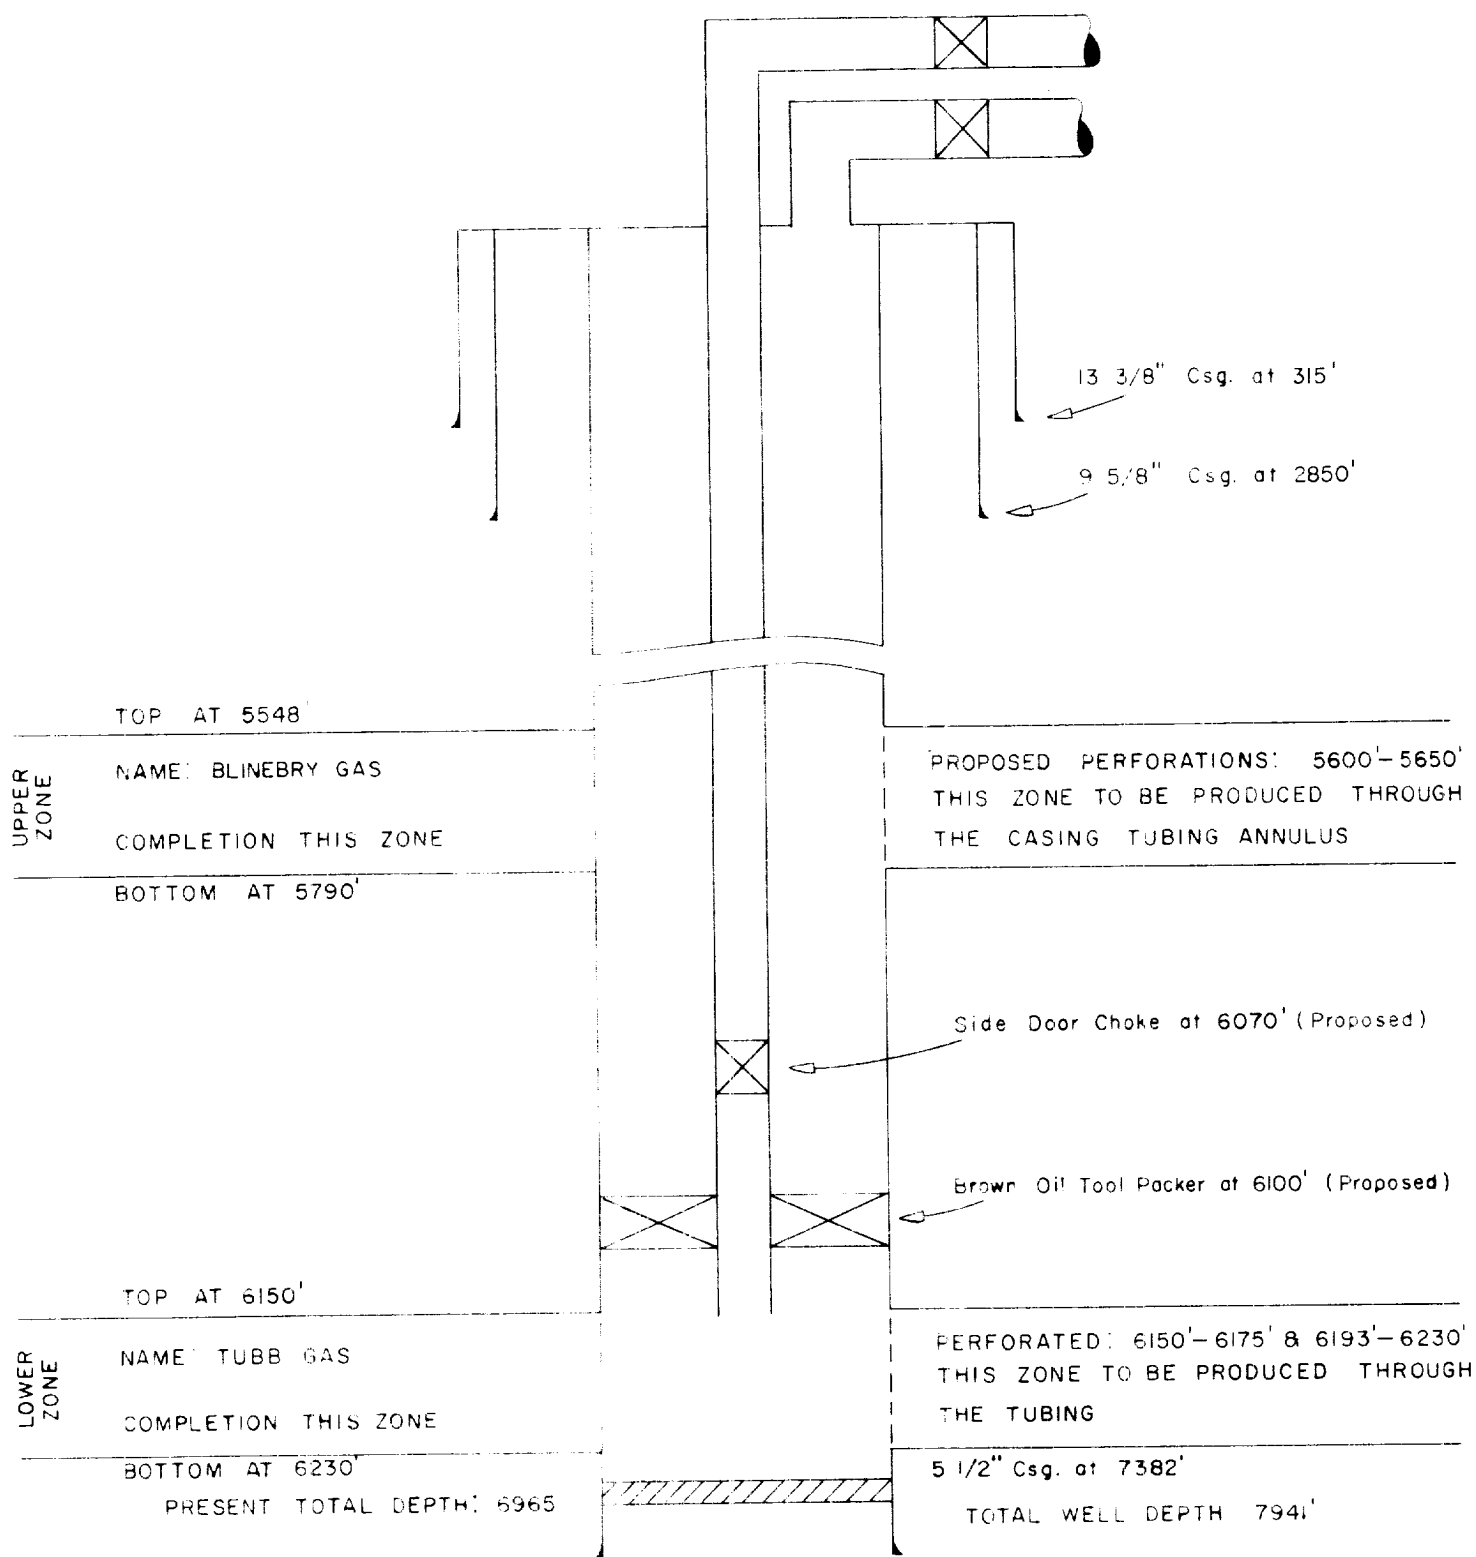 13 3/8" Csg. at 315'
9 5/8" Csg. at 2850'
TOP AT 5548'
UPPER
ZONE
NAME: BLINEBRY GAS
COMPLETION THIS ZONE
BOTTOM AT 5790'
PROPOSED PERFORATIONS: 5600'-5650'
THIS ZONE TO BE PRODUCED THROUGH
THE CASING TUBING ANNULUS
Side Door Choke at 6070' (Proposed)
Brown Oil Tool Packer at 6100' (Proposed)
TOP AT 6150'
LOWER
ZONE
NAME: TUBB GAS
COMPLETION THIS ZONE
BOTTOM AT 6230'
PRESENT TOTAL DEPTH: 6965
PERFORATED: 6150'-6175' & 6193'-6230'
THIS ZONE TO BE PRODUCED THROUGH
THE TUBING
5 1/2" Csg. at 7382'
TOTAL WELL DEPTH 7941'